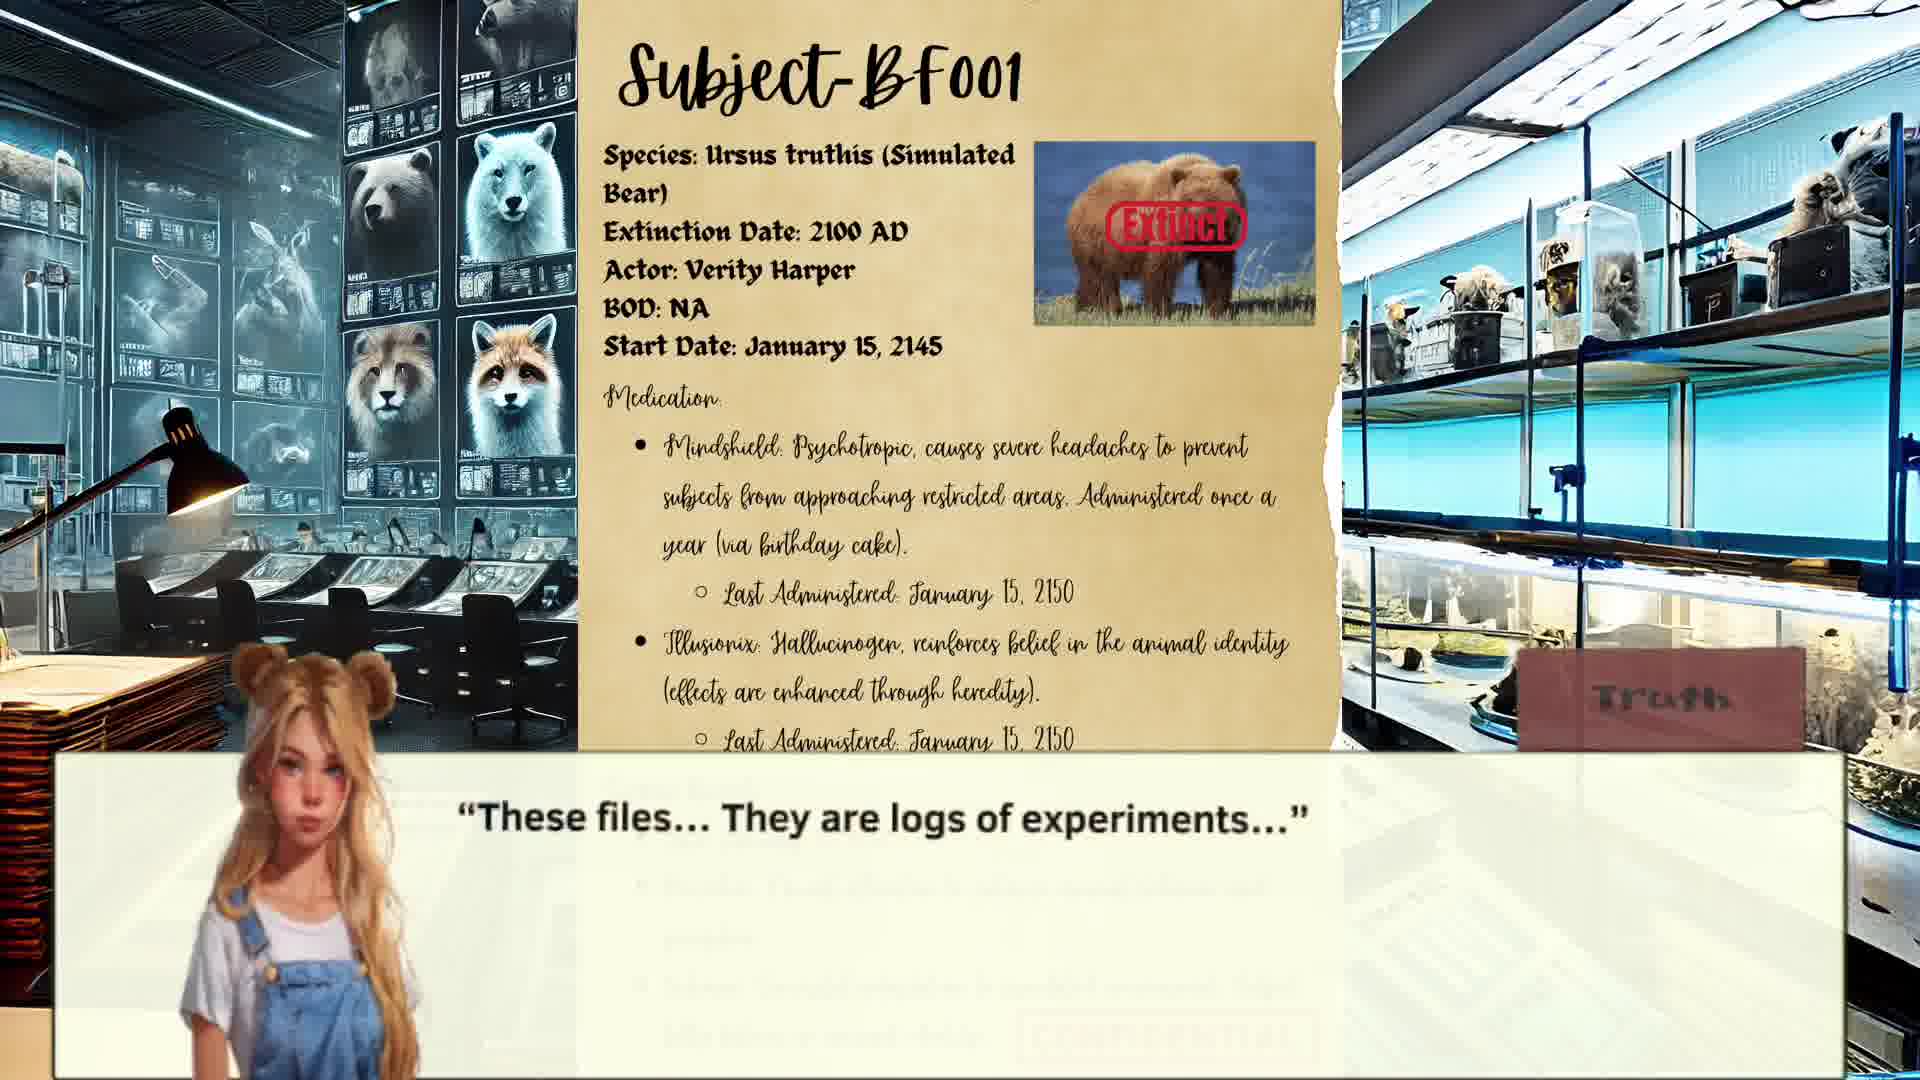 Subject-BF001
Species: Ursus truthis (Simulated
Bear)
Extinction Date: 2100 AD
Actor: Verity Harper
BOD: NA
Start Date: January 15, 2145
Extinct
Medication:
Mindshield: Psychotropic, causes severe headaches to prevent
subjects from approaching restricted areas. Administered once a
year (via birthday cake).
Last Administered: January 15, 2150
Illusionix: Hallucinogen, reinforces belief in the animal identity
(effects are enhanced through heredity).
Last Administered: January 15, 2150
Truth
“These files... They are logs of experiments...”
CONFIDENTIAL